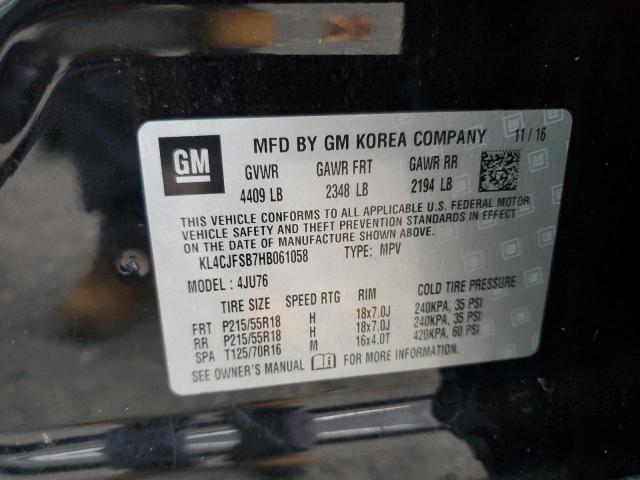 GM MFD BY GM KOREA COMPANY 11/16
GVWR GAWR FRT GAWR RR
4409 LB 2348 LB 2194 LB
THIS VEHICLE CONFORMS TO ALL APPLICABLE U.S. FEDERAL MOTOR
VEHICLE SAFETY AND THEFT PREVENTION STANDARDS IN EFFECT
ON THE DATE OF MANUFACTURE SHOWN ABOVE.
KL4CJFSB7HB061058 TYPE: MPV
MODEL : 4JU76
TIRE SIZE SPEED RTG RIM COLD TIRE PRESSURE
FRT P215/55R18 H 18x7.0J 240KPA, 35 PSI
RR P215/55R18 H 18x7.0J 240KPA, 35 PSI
SPA T125/70R16 M 16x4.0T 420KPA, 60 PSI
SEE OWNER'S MANUAL FOR MORE INFORMATION